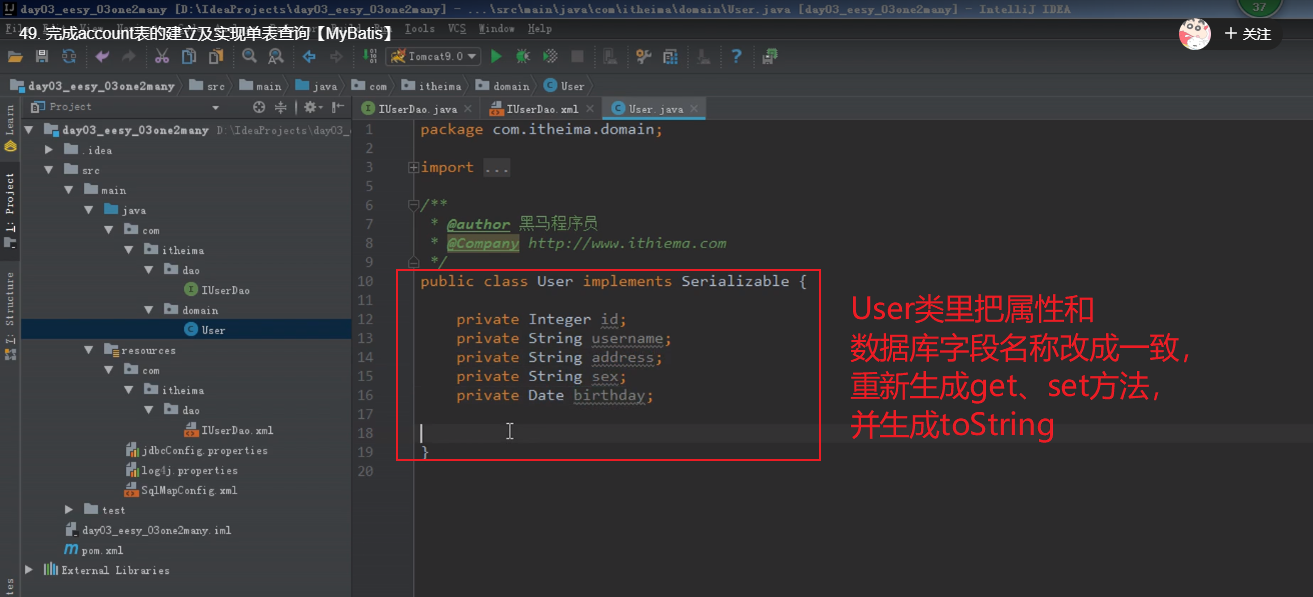 day03_eesy_03one2many [D:\IdeaProjects\day03_eesy_03one2many] - ...\src\main\java\com\itheima\domain\User.java [day03_eesy_03one2many] - IntelliJ IDEA
37
49. 完成account表的建立及实现单表查询【MyBatis】
Tools VCS Window Help
+ 关注
Tomcat9.0
day03_eesy_03one2many src main java com itheima domain User
Project
IUserDao.java × IUserDao.xml × User.java ×
Learn
1: Project
7: Structure
day03_eesy_03one2many D:\IdeaProjects\day03_
.idea
src
main
java
com
itheima
dao
IUserDao
domain
User
resources
com
itheima
dao
IUserDao.xml
jdbcConfig.properties
log4j.properties
SqlMapConfig.xml
test
day03_eesy_03one2many.iml
pom.xml
External Libraries
1 package com.itheima.domain;
2
3 import ...
5
6 /**
7 * @author 黑马程序员
8 * @Company http://www.ithiema.com
9 */
10 public class User implements Serializable {
11
12 private Integer id;
13 private String username;
14 private String address;
15 private String sex;
16 private Date birthday;
17
18
19 }
20
User类里把属性和
数据库字段名称改成一致，
重新生成get、set方法，
并生成toString